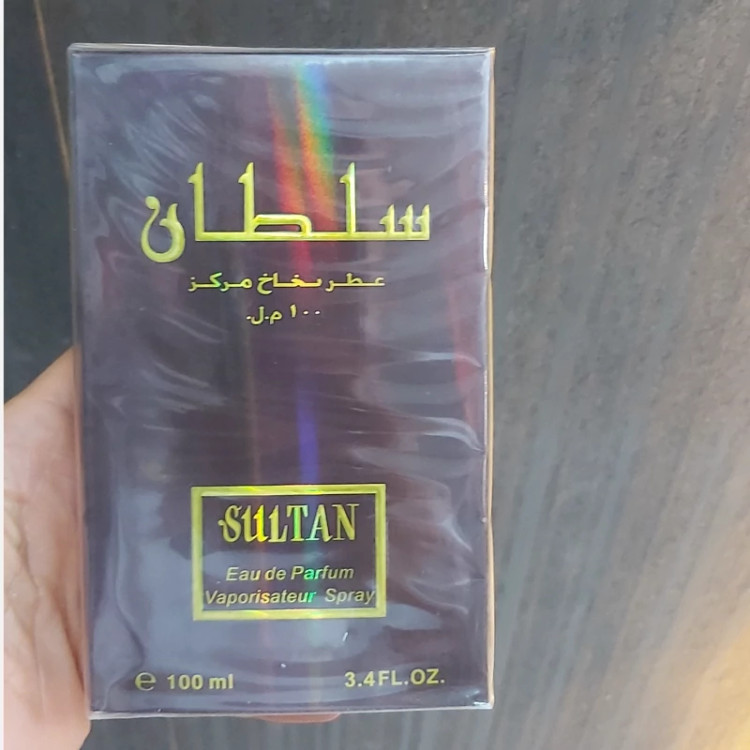 سلطان
عطر بخاخ مركز
١٠٠ م.ل.
SULTAN
Eau de Parfum
Vaporisateur Spray
℮ 100 ml 3.4FL.OZ.